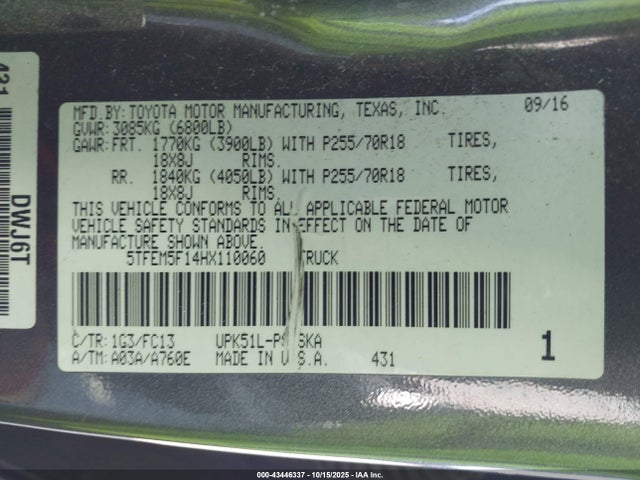 431
DWJ6T
MFD.BY: TOYOTA MOTOR MANUFACTURING, TEXAS, INC. 09/16
GVWR: 3085KG (6800LB)
GAWR: FRT. 1770KG (3900LB) WITH P255/70R18 TIRES,
18X8J RIMS.
RR. 1840KG (4050LB) WITH P255/70R18 TIRES,
18X8J RIMS.
THIS VEHICLE CONFORMS TO ALL APPLICABLE FEDERAL MOTOR
VEHICLE SAFETY STANDARDS IN EFFECT ON THE DATE OF
MANUFACTURE SHOWN ABOVE.
5TFEM5F14HX110060 TRUCK
C/TR: 1G3/FC13 UPK51L-PSSKA
A/TM: A03A/A760E MADE IN U.S.A. 431 1
000-43446337 - 10/15/2025 - © IAA Inc.